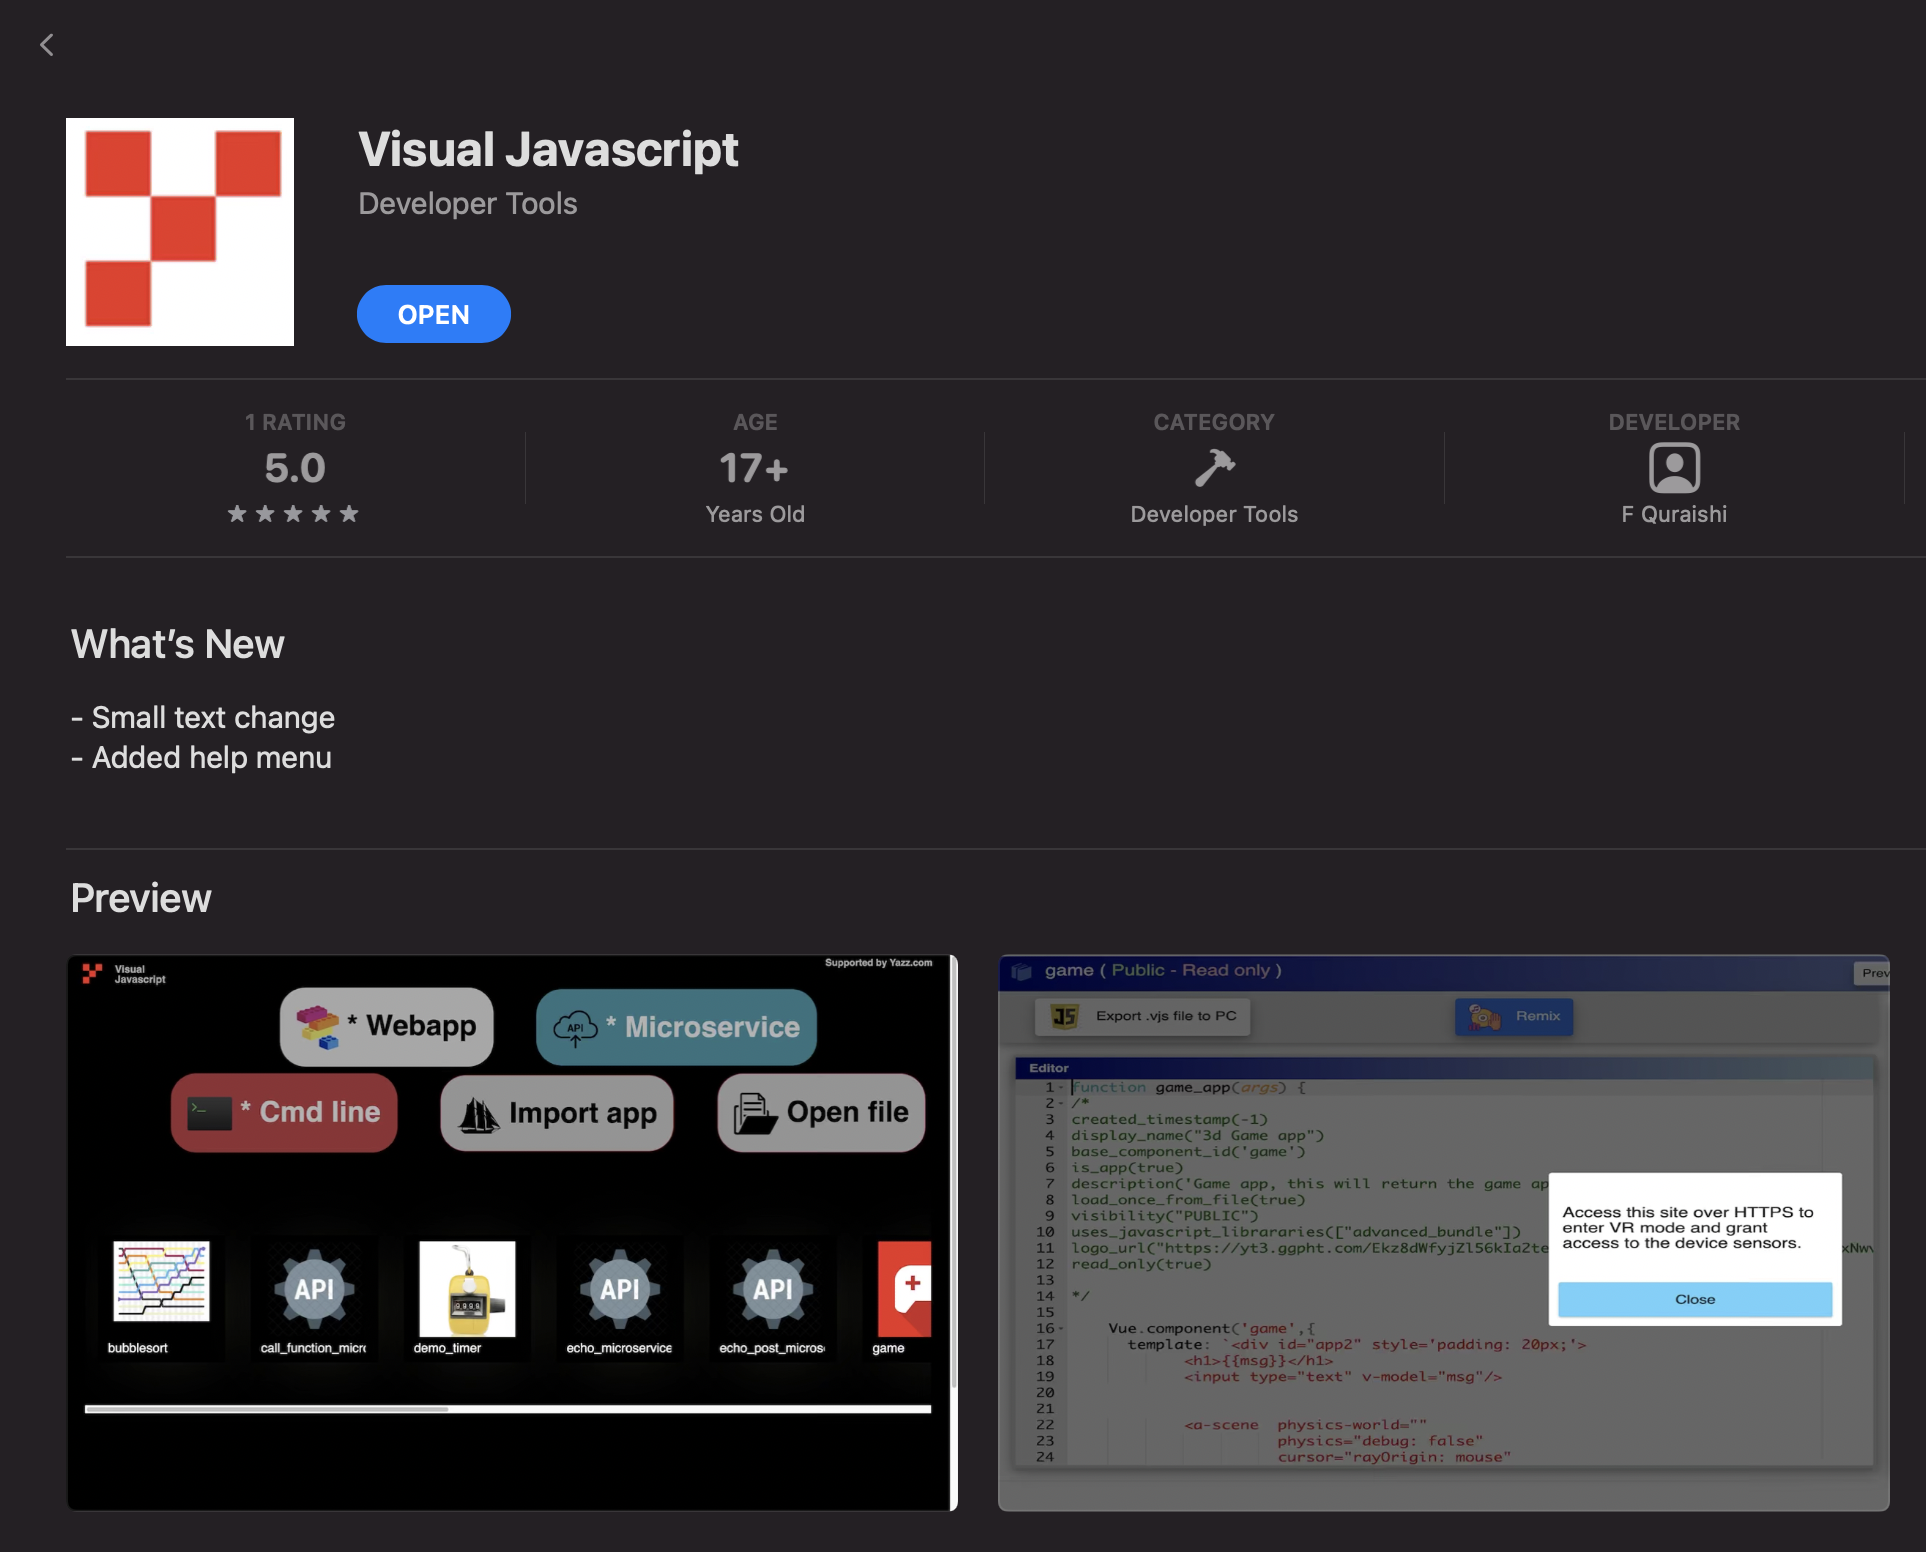 Visual Javascript
Developer Tools
OPEN
1 RATING
5.0
AGE
17+
Years Old
CATEGORY
Developer Tools
DEVELOPER
F Quraishi
What's New
- Small text change
- Added help menu
Preview
Visual
Javascript
Supported by Yazz.com
* Webapp
API
* Microservice
* Cmd line
Import app
Open file
API
API
API
bubblesort
call_function_micr
demo_timer
echo_microservice
echo_post_micros
game
game ( Public - Read only )
Prev
JS
Export .vjs file to PC
Remix
Editor
1 function game_app(args) {
2 /*
3 created_timestamp(-1)
4 display_name("3d Game app")
5 base_component_id('game')
6 is_app(true)
7 description('Game app, this will return the game ap
8 load_once_from_file(true)
9 visibility("PUBLIC")
10 uses_javascript_librararies(["advanced_bundle"])
11 logo_url("https://yt3.ggpht.com/Ekz8dWfyjZl56kIa2te
12 read_only(true)
13
14 */
15
16 Vue.component('game',{
17 template: `<div id="app2" style='padding: 20px;'>
18 <h1>{{msg}}</h1>
19 <input type="text" v-model="msg"/>
20
21
22 <a-scene physics-world=""
23 physics="debug: false"
24 cursor="rayOrigin: mouse"
Access this site over HTTPS to
enter VR mode and grant
access to the device sensors.
Close